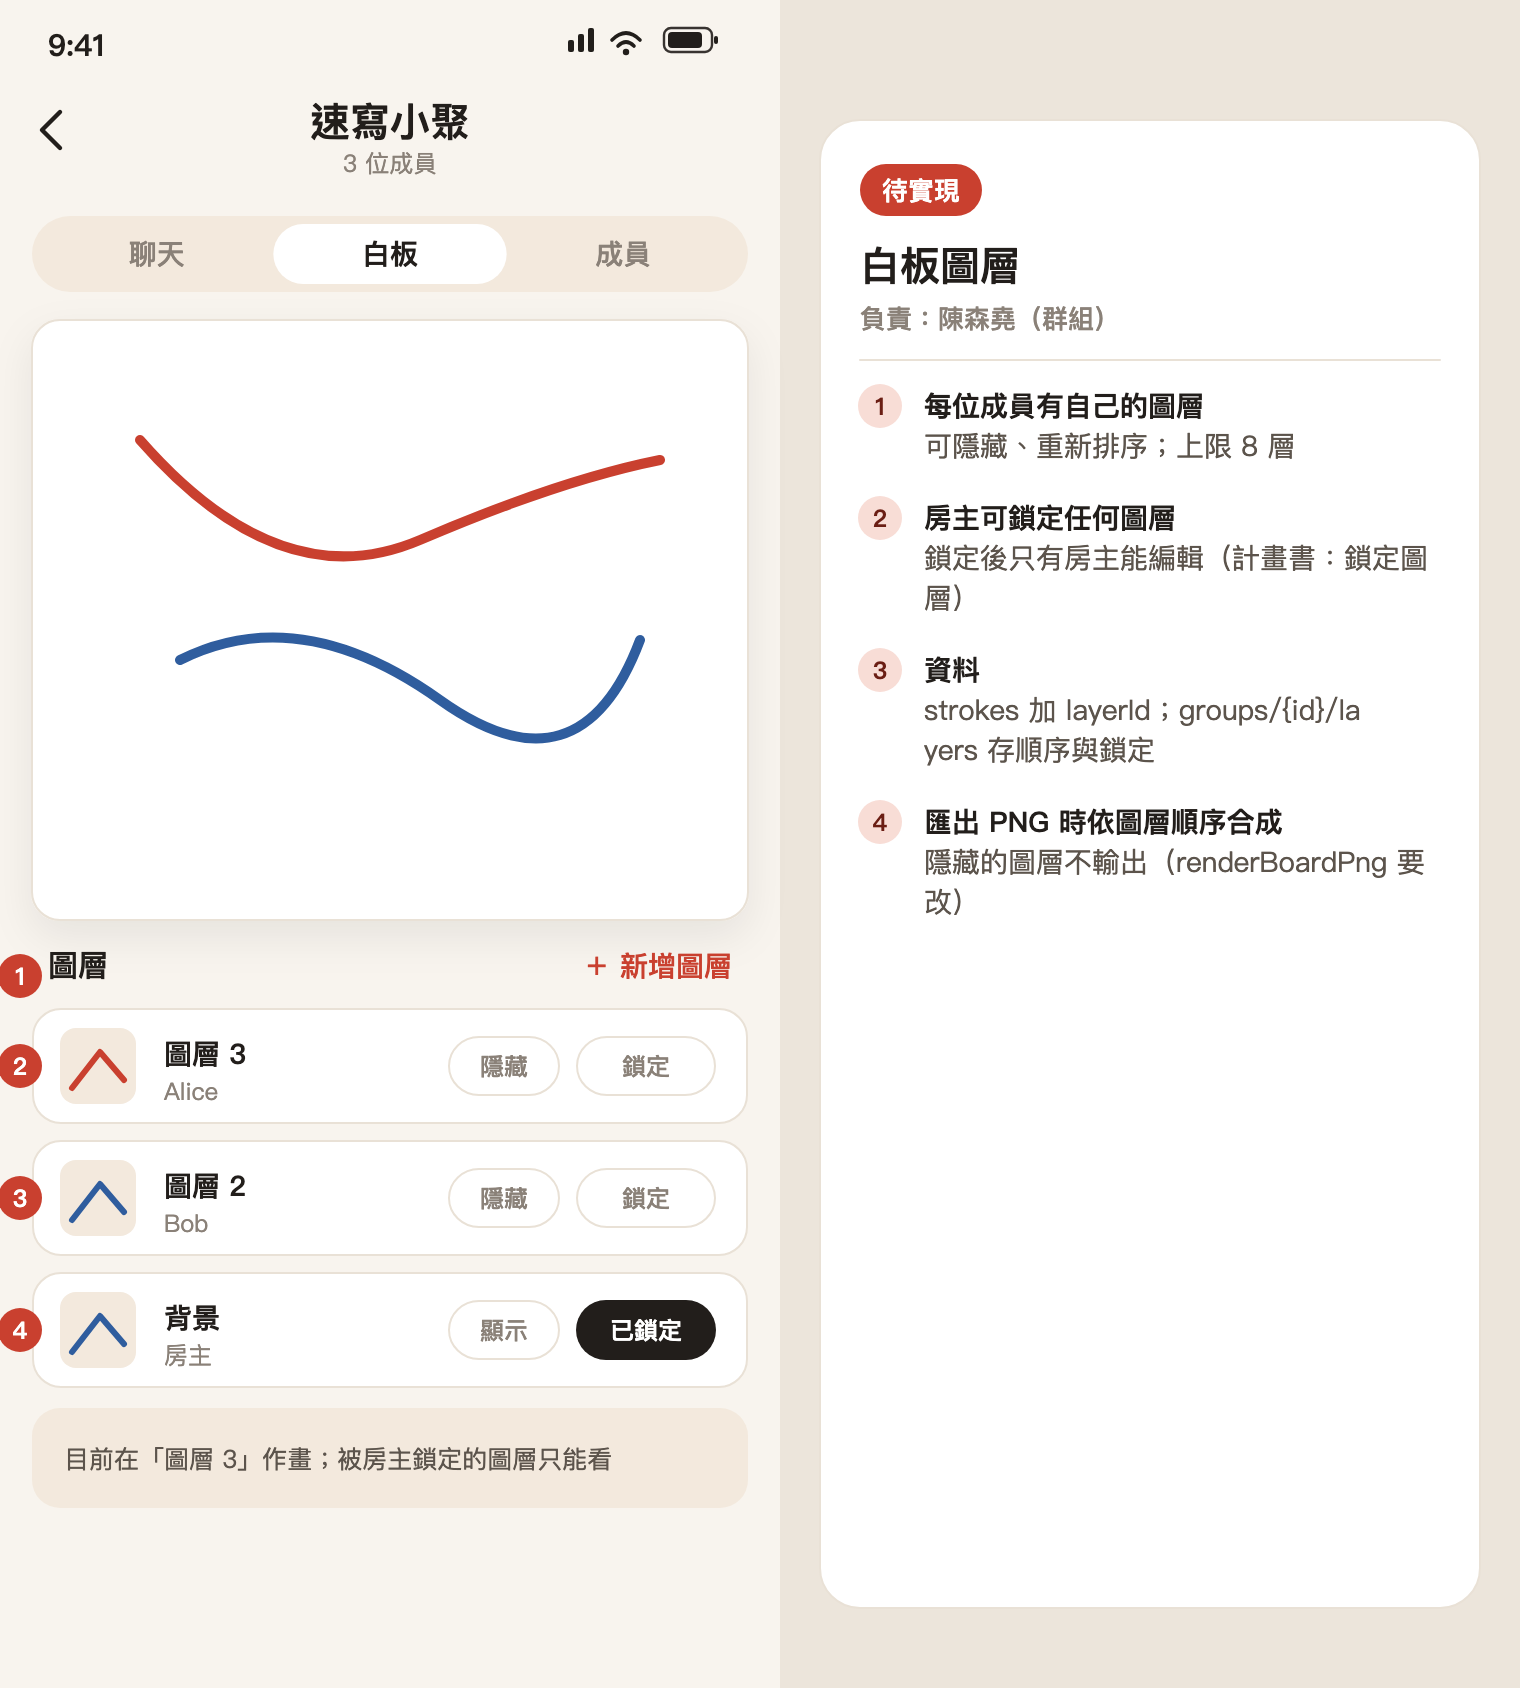 9:41
速寫小聚
3 位成員
聊天
白板
成員
1
圖層
+ 新增圖層
2
圖層 3
Alice
隱藏
鎖定
3
圖層 2
Bob
隱藏
鎖定
4
背景
房主
顯示
已鎖定
目前在「圖層 3」作畫；被房主鎖定的圖層只能看
待實現
白板圖層
負責：陳森堯（群組）
1
每位成員有自己的圖層
可隱藏、重新排序；上限 8 層
2
房主可鎖定任何圖層
鎖定後只有房主能編輯（計畫書：鎖定圖
層）
3
資料
strokes 加 layerId；groups/{id}/la
yers 存順序與鎖定
4
匯出 PNG 時依圖層順序合成
隱藏的圖層不輸出（renderBoardPng 要
改）